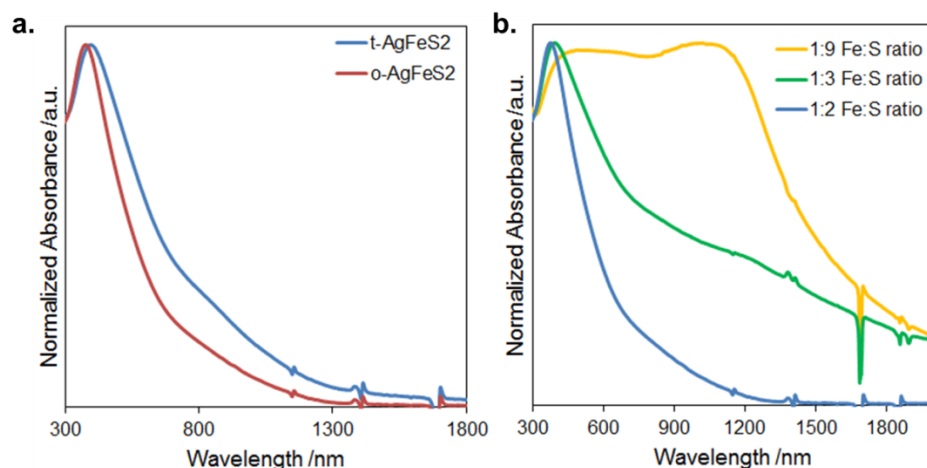 a.
t-AgFeS2
o-AgFeS2
Normalized Absorbance /a.u.
300
800
1300
1800
Wavelength /nm
b.
1:9 Fe:S ratio
1:3 Fe:S ratio
1:2 Fe:S ratio
Normalized Absorbance /a.u.
300
600
900
1200
1500
1800
Wavelength /nm